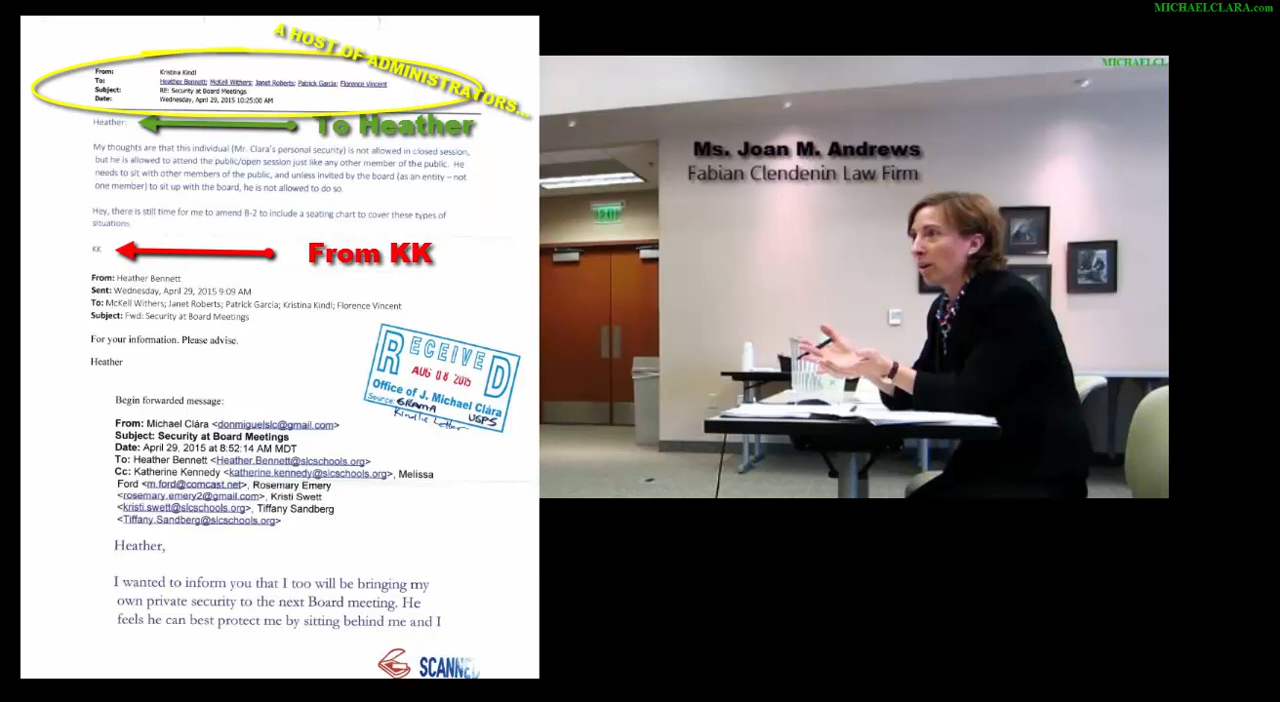 MICHAELCLARA.com
A HOST OF ADMINISTRATORS...
From: Kristina Kindl
To: Heather Bennett; McKell Withers; Janet Roberts; Patrick Garcia; Florence Vincent
Subject: RE: Security at Board Meetings
Date: Wednesday, April 29, 2015 10:25:00 AM
Heather:
To Heather
My thoughts are that this individual (Mr. Clara's personal security) is not allowed in closed session,
but he is allowed to attend the public/open session just like any other member of the public. He
needs to sit with other members of the public, and unless invited by the board (as an entity – not
one member) to sit up with the board, he is not allowed to do so.
Hey, there is still time for me to amend B-2 to include a seating chart to cover these types of
situations.
KK
From KK
From: Heather Bennett
Sent: Wednesday, April 29, 2015 9:09 AM
To: McKell Withers; Janet Roberts; Patrick Garcia; Kristina Kindl; Florence Vincent
Subject: Fwd: Security at Board Meetings
For your information. Please advise.
Heather
RECEIVED
AUG 08 2015
Office of J. Michael Clára
Source: GRAMA
USPS
Begin forwarded message:
From: Michael Clára <donmiguelslc@gmail.com>
Subject: Security at Board Meetings
Date: April 29, 2015 at 8:52:14 AM MDT
To: Heather Bennett <Heather.Bennett@slcschools.org>
Cc: Katherine Kennedy <katherine.kennedy@slcschools.org>, Melissa
Ford <m.ford@comcast.net>, Rosemary Emery
<rosemary.emery2@gmail.com>, Kristi Swett
<kristi.swett@slcschools.org>, Tiffany Sandberg
<Tiffany.Sandberg@slcschools.org>
Heather,
I wanted to inform you that I too will be bringing my
own private security to the next Board meeting. He
feels he can best protect me by sitting behind me and I
SCANNED
MICHAELCL
Ms. Joan M. Andrews
Fabian Clendenin Law Firm
EXIT